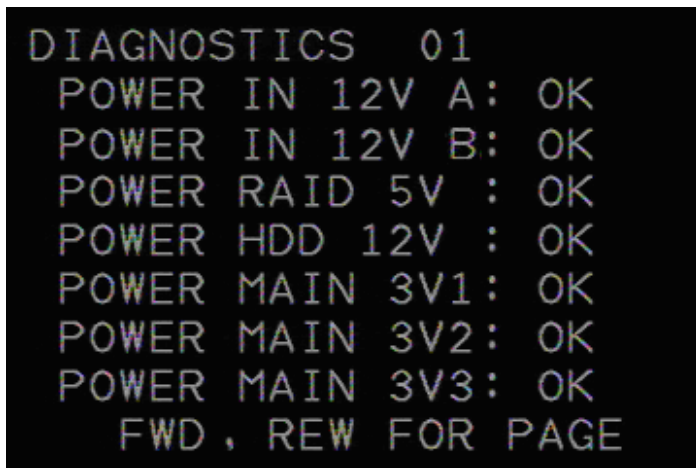 DIAGNOSTICS 01
POWER IN 12V A: OK
POWER IN 12V B: OK
POWER RAID 5V : OK
POWER HDD 12V : OK
POWER MAIN 3V1: OK
POWER MAIN 3V2: OK
POWER MAIN 3V3: OK
FWD, REW FOR PAGE